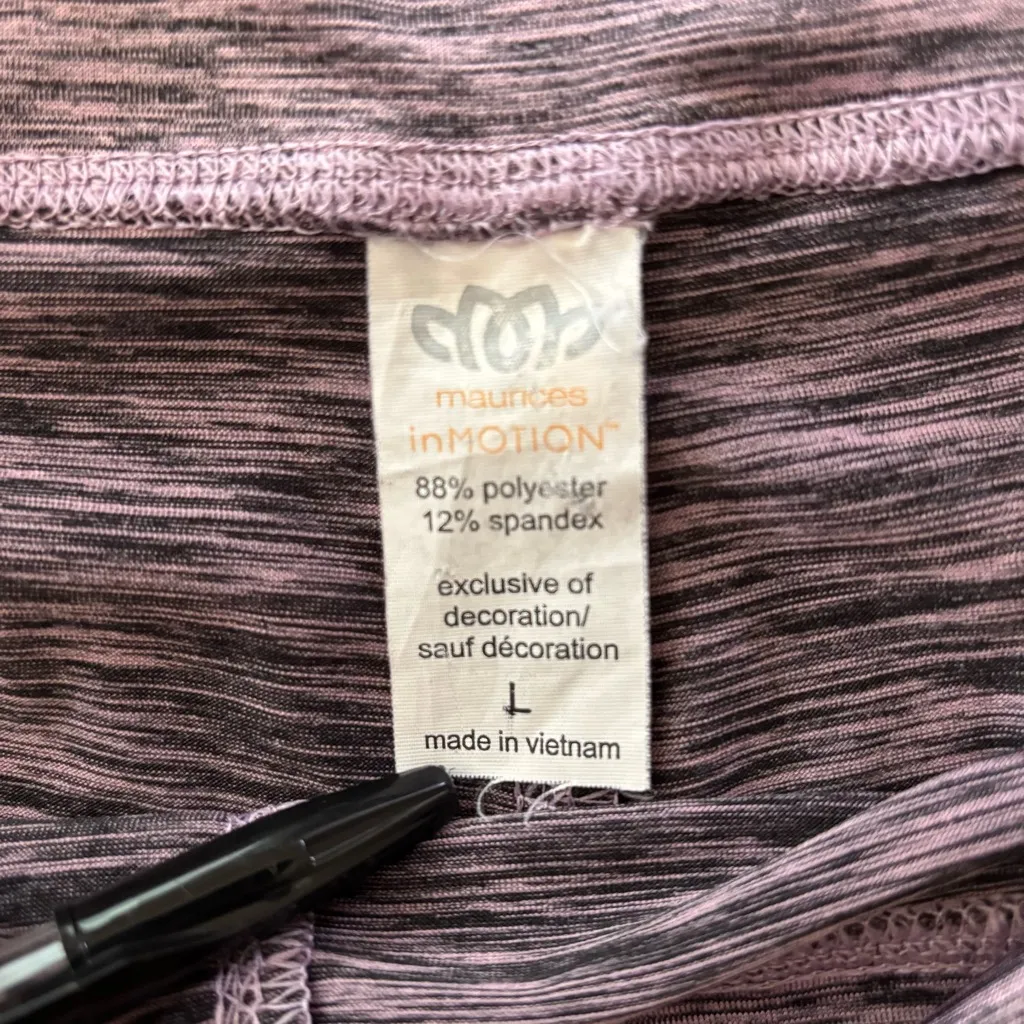 maurices
inMOTION™
88% polyester
12% spandex
exclusive of
decoration/
sauf décoration
L
made in vietnam